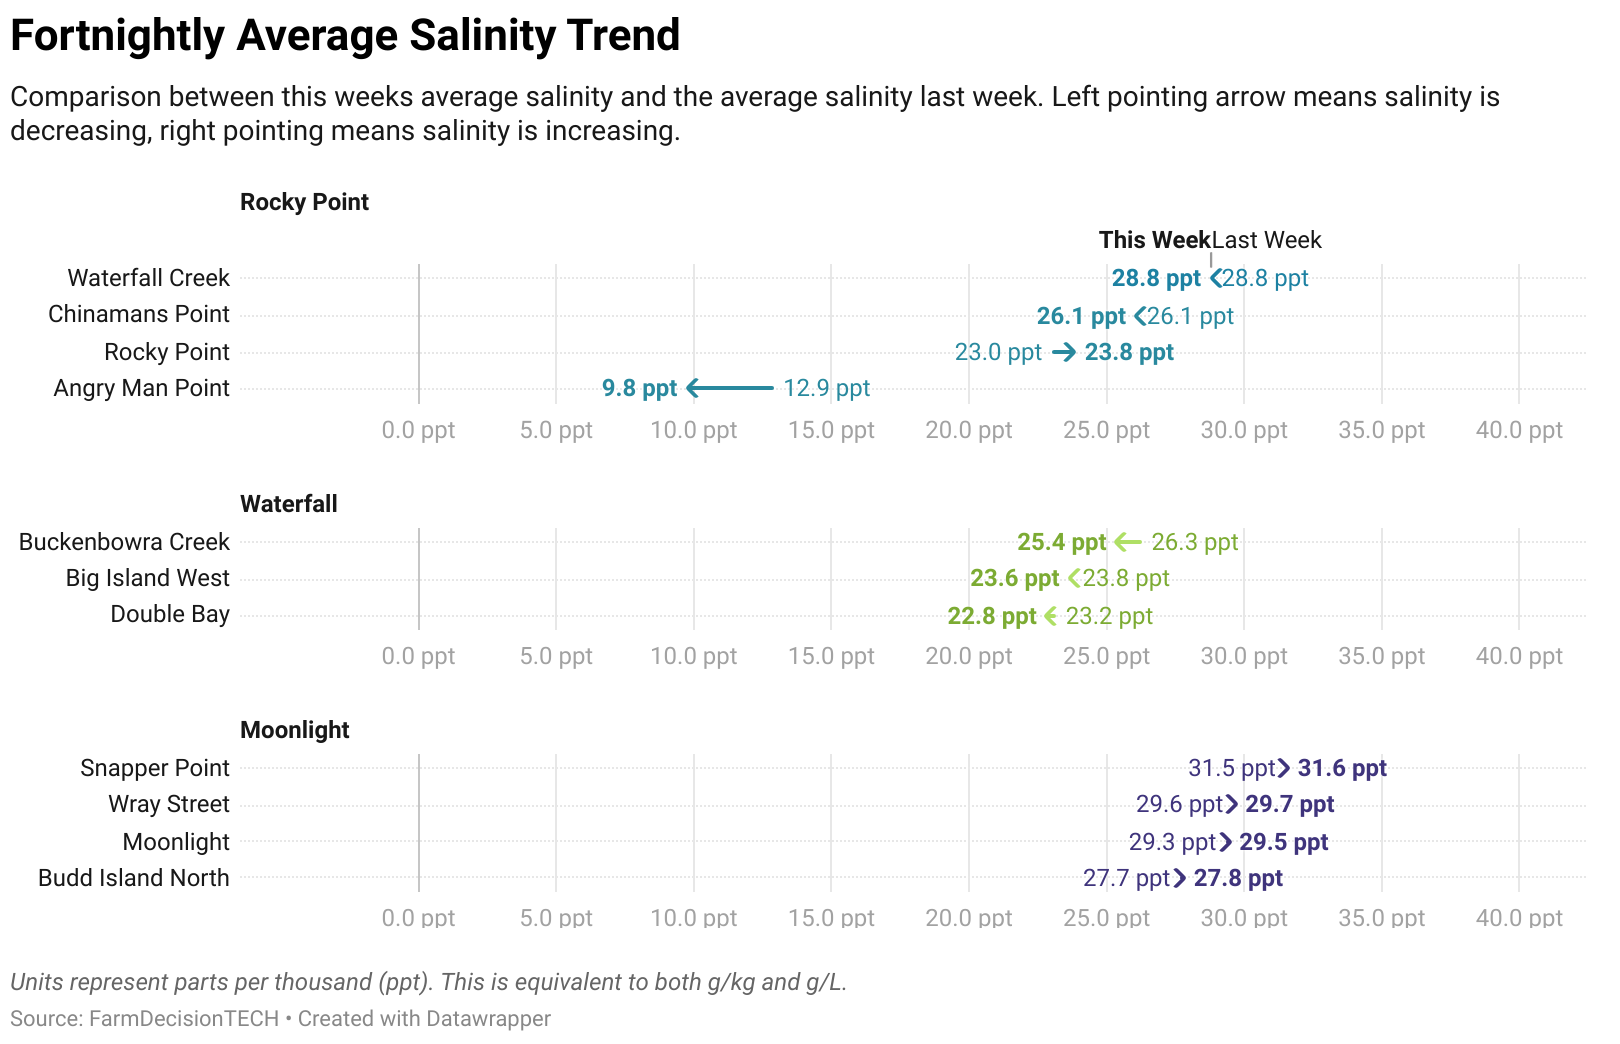 Fortnightly Average Salinity Trend
Comparison between this weeks average salinity and the average salinity last week. Left pointing arrow means salinity is
decreasing, right pointing means salinity is increasing.
Rocky Point
This Week Last Week
Waterfall Creek 28.8 ppt 28.8 ppt
Chinamans Point 26.1 ppt 26.1 ppt
Rocky Point 23.0 ppt 23.8 ppt
Angry Man Point 9.8 ppt 12.9 ppt
0.0 ppt 5.0 ppt 10.0 ppt 15.0 ppt 20.0 ppt 25.0 ppt 30.0 ppt 35.0 ppt 40.0 ppt
Waterfall
Buckenbowra Creek 25.4 ppt 26.3 ppt
Big Island West 23.6 ppt 23.8 ppt
Double Bay 22.8 ppt 23.2 ppt
0.0 ppt 5.0 ppt 10.0 ppt 15.0 ppt 20.0 ppt 25.0 ppt 30.0 ppt 35.0 ppt 40.0 ppt
Moonlight
Snapper Point 31.5 ppt 31.6 ppt
Wray Street 29.6 ppt 29.7 ppt
Moonlight 29.3 ppt 29.5 ppt
Budd Island North 27.7 ppt 27.8 ppt
0.0 ppt 5.0 ppt 10.0 ppt 15.0 ppt 20.0 ppt 25.0 ppt 30.0 ppt 35.0 ppt 40.0 ppt
Units represent parts per thousand (ppt). This is equivalent to both g/kg and g/L.
Source: FarmDecisionTECH • Created with Datawrapper